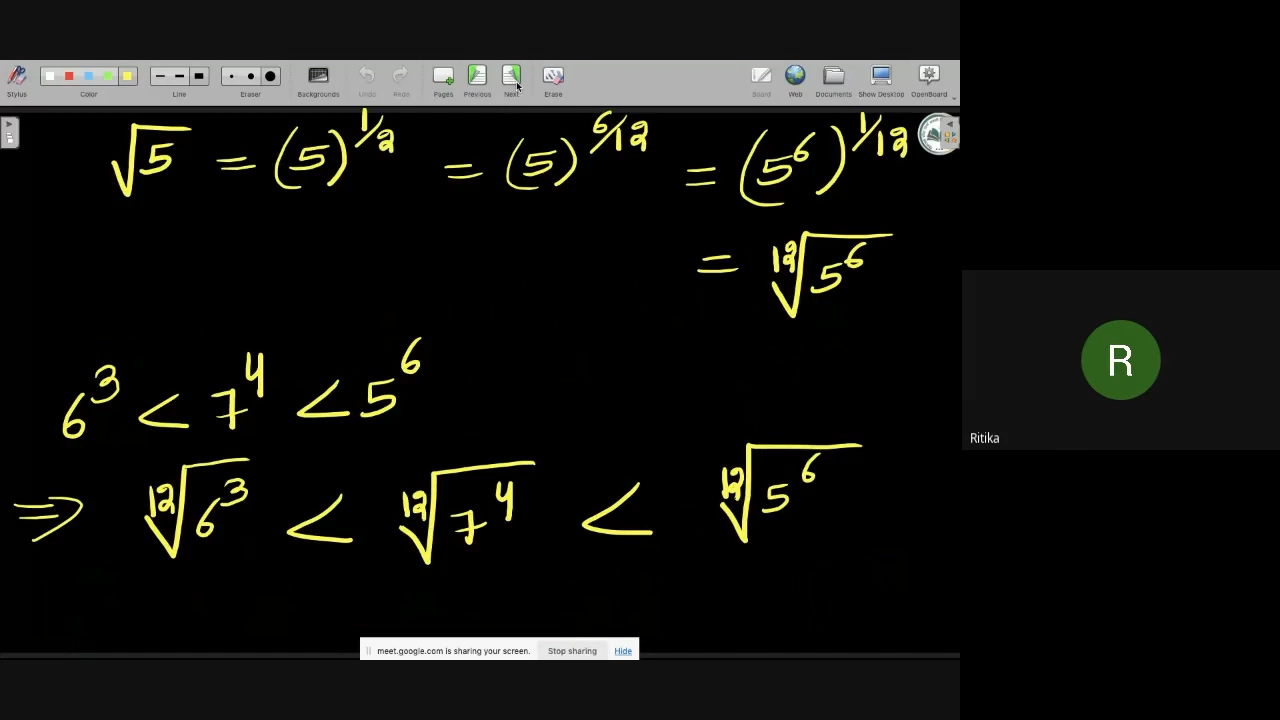 Stylus Color Line Eraser Backgrounds Undo Redo Pages Previous Next Erase Board Web Documents Show Desktop OpenBoard
√5 = (5)^1/2 = (5)^6/12 = (5^6)^1/12
= ¹²√5^6
6^3 < 7^4 < 5^6
⇒ ¹²√6^3 < ¹²√7^4 < ¹²√5^6
R
Ritika
meet.google.com is sharing your screen. Stop sharing Hide